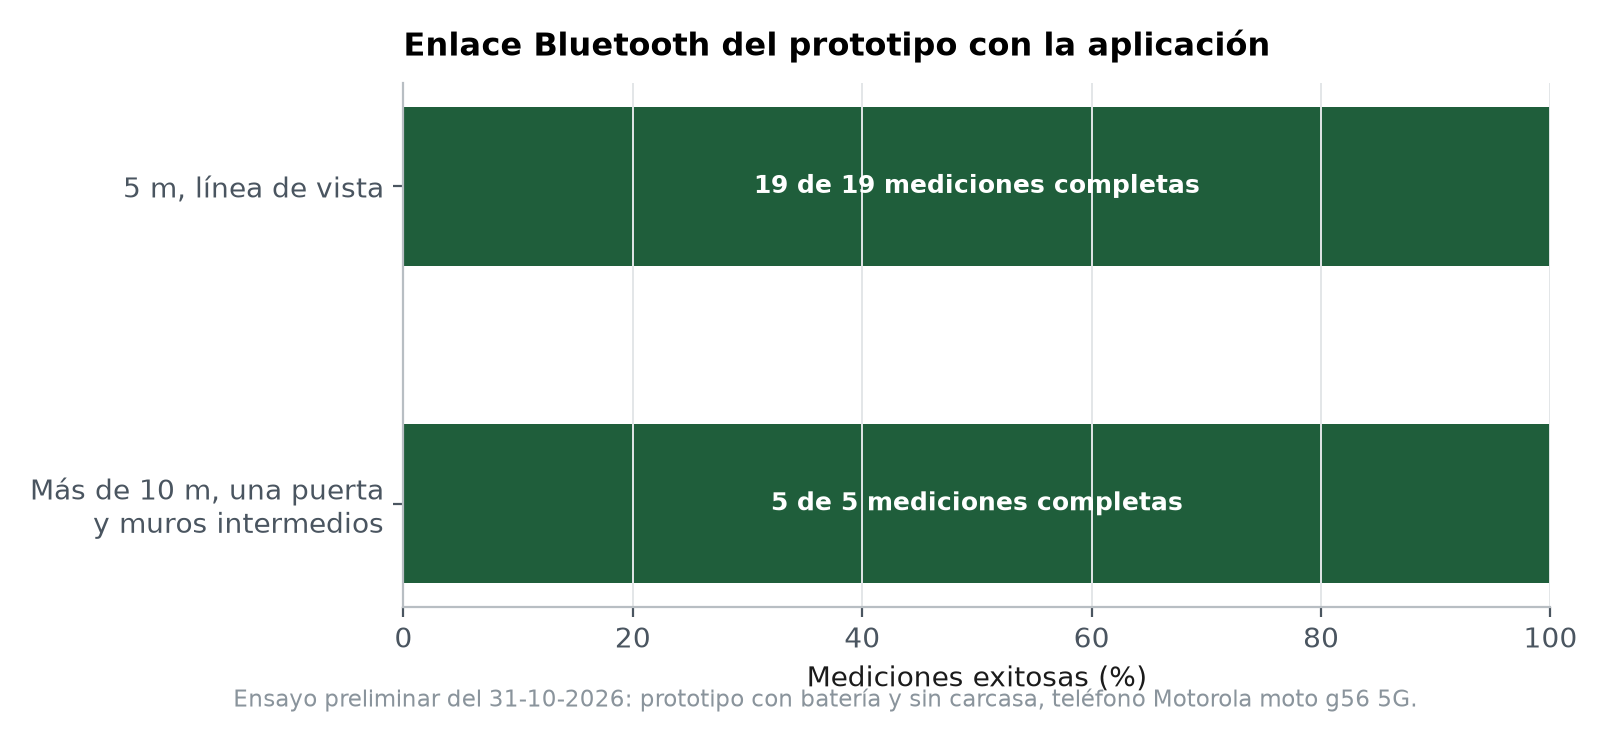 Enlace Bluetooth del prototipo con la aplicación
5 m, línea de vista
19 de 19 mediciones completas
Más de 10 m, una puerta
y muros intermedios
5 de 5 mediciones completas
0 20 40 60 80 100
Mediciones exitosas (%)
Ensayo preliminar del 31-10-2026: prototipo con batería y sin carcasa, teléfono Motorola moto g56 5G.